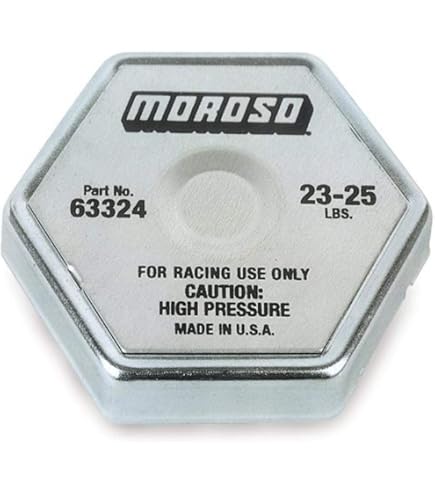 MOROSO
Part No.
63324
23-25
LBS.
FOR RACING USE ONLY
CAUTION:
HIGH PRESSURE
MADE IN U.S.A.